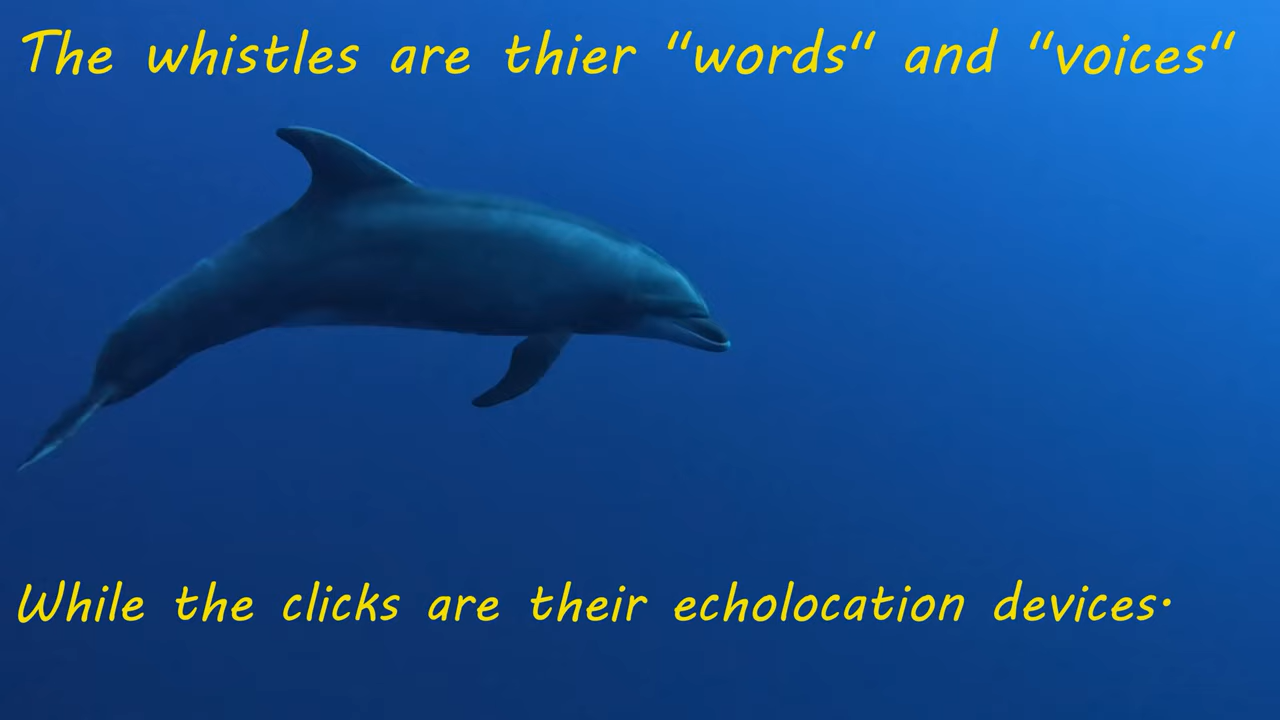 The whistles are thier “words“ and “voices“
While the clicks are their echolocation devices.